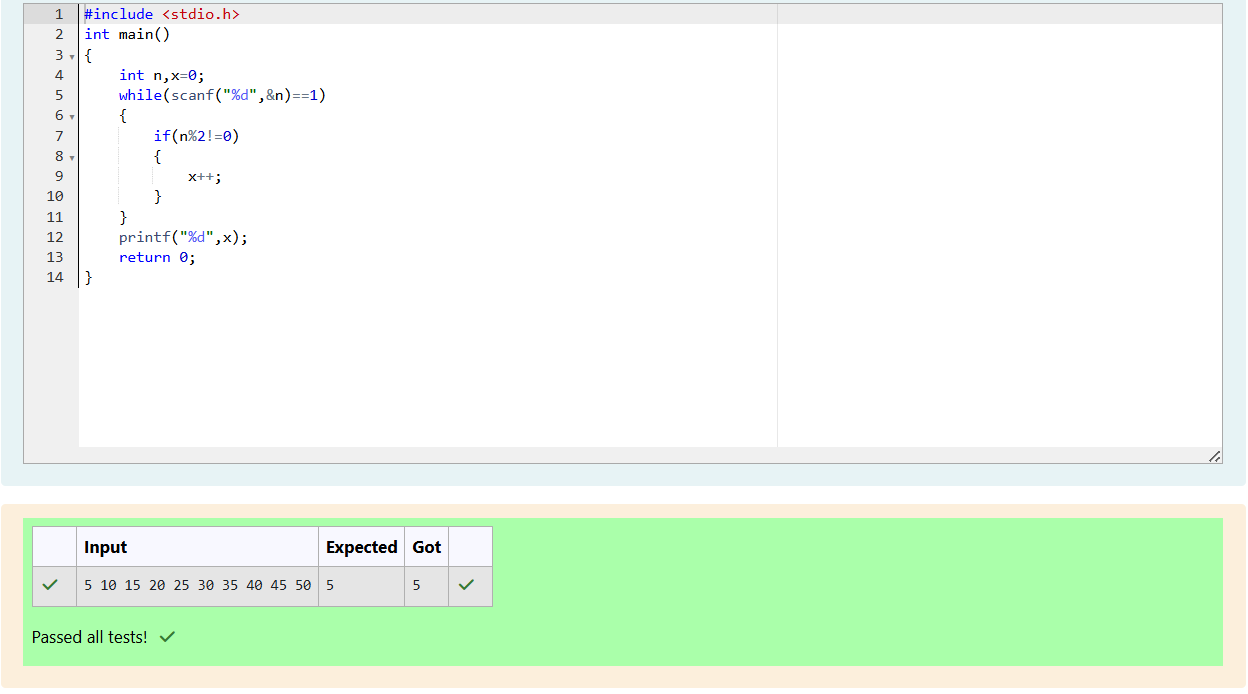 1 #include <stdio.h>
2 int main()
3 {
4     int n,x=0;
5     while(scanf("%d",&n)==1)
6     {
7         if(n%2!=0)
8         {
9             x++;
10         }
11     }
12     printf("%d",x);
13     return 0;
14 }
Input Expected Got
5 10 15 20 25 30 35 40 45 50 5 5
Passed all tests!